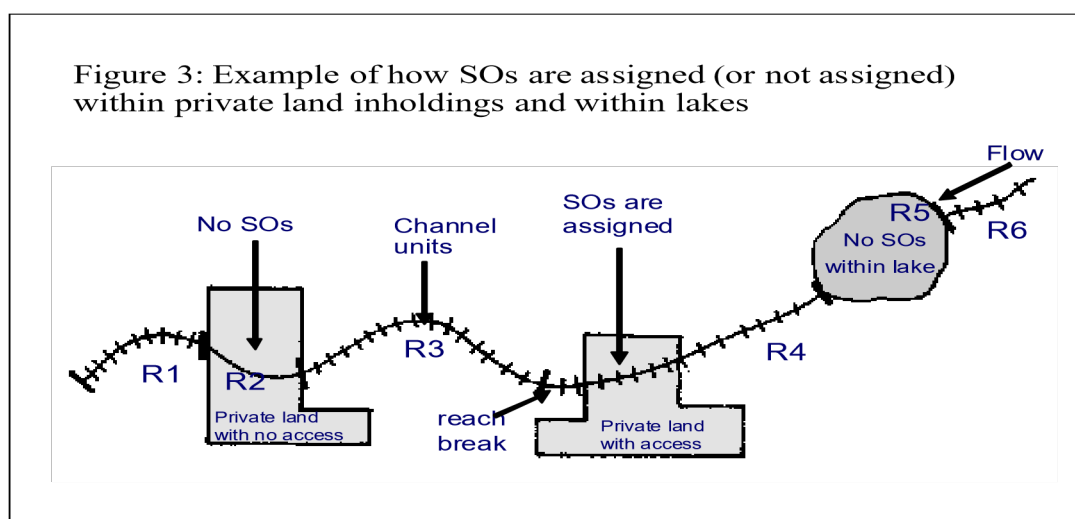 Figure 3: Example of how SOs are assigned (or not assigned)
within private land inholdings and within lakes
Flow
No SOs
Channel
units
SOs are
assigned
R5
No SOs
within lake
R6
R1
R2
R3
R4
reach
break
Private land
with no access
Private land
with access